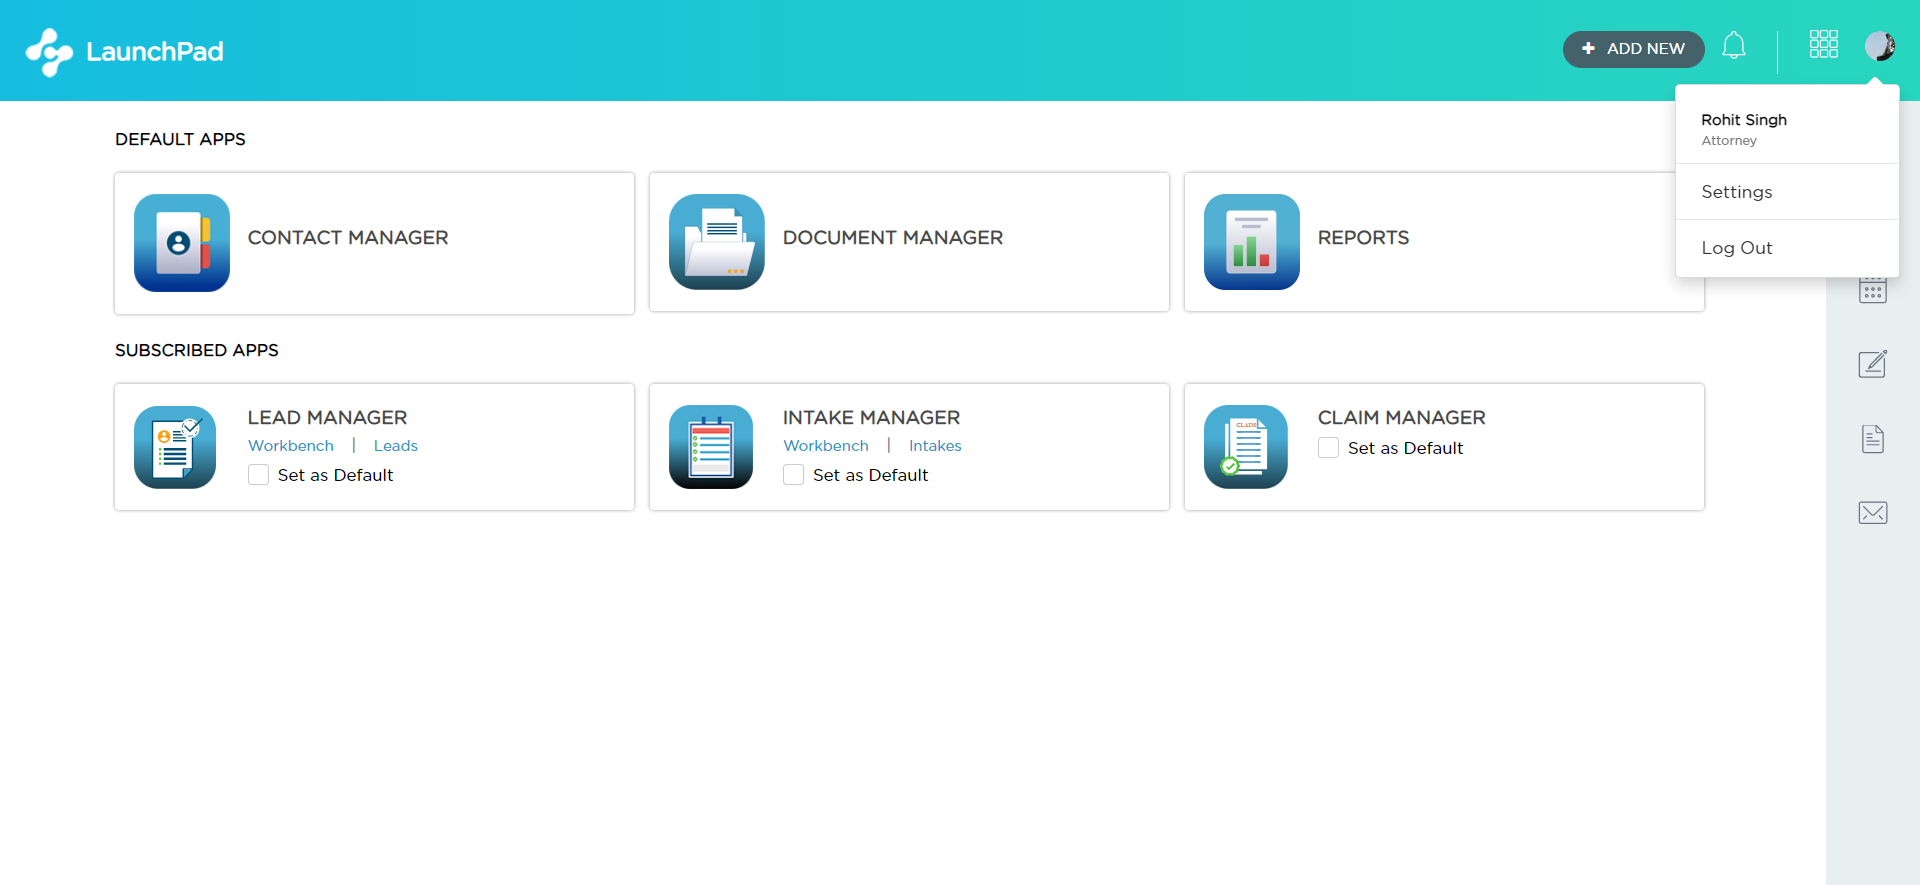 LaunchPad
+ ADD NEW
Rohit Singh
Attorney
Settings
Log Out
DEFAULT APPS
CONTACT MANAGER
DOCUMENT MANAGER
REPORTS
SUBSCRIBED APPS
LEAD MANAGER
Workbench | Leads
Set as Default
INTAKE MANAGER
Workbench | Intakes
Set as Default
CLAIM
CLAIM MANAGER
Set as Default